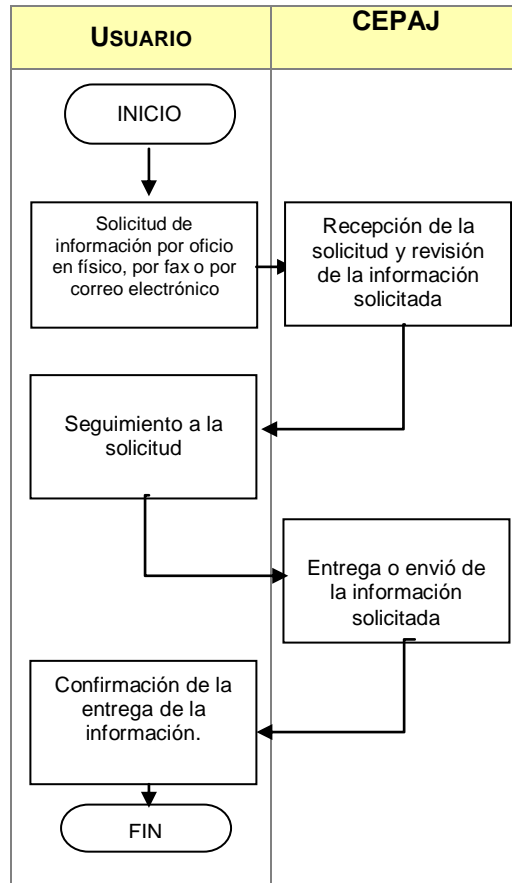 USUARIO
CEPAJ
INICIO
Solicitud de
información por oficio
en físico, por fax o por
correo electrónico
Recepción de la
solicitud y revisión
de la información
solicitada
Seguimiento a la
solicitud
Entrega o envió de
la información
solicitada
Confirmación de la
entrega de la
información.
FIN